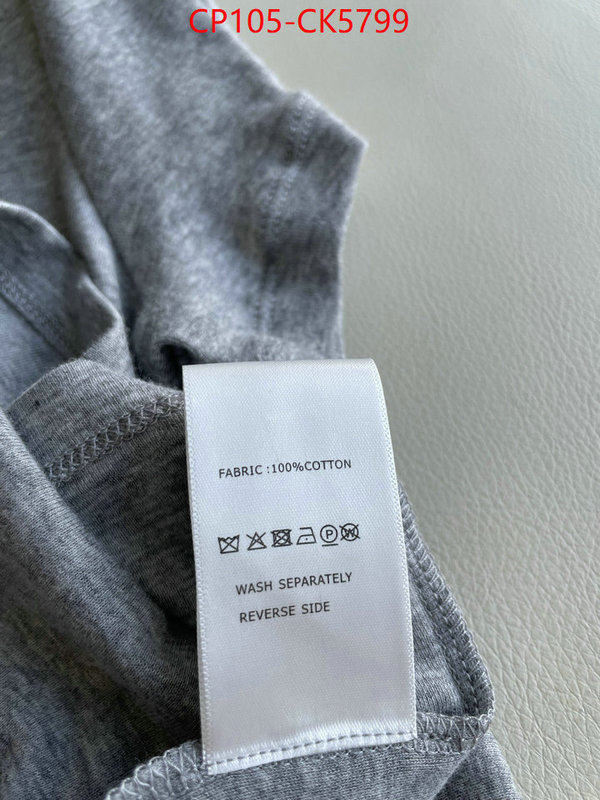 CP105-CK5799
FABRIC :100%COTTON
P W
WASH SEPARATELY
REVERSE SIDE